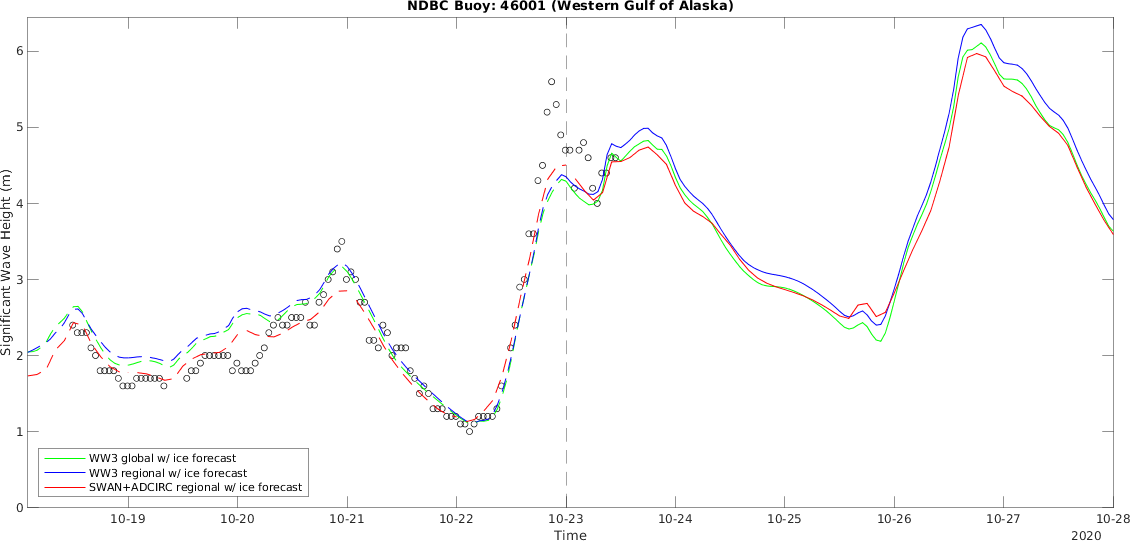 NDBC Buoy: 46001 (Western Gulf of Alaska)
Significant Wave Height (m)
6
5
4
3
2
1
0
WW3 global w/ ice forecast
WW3 regional w/ ice forecast
SWAN+ADCIRC regional w/ ice forecast
10-19 10-20 10-21 10-22 10-23 10-24 10-25 10-26 10-27 10-28
Time
2020